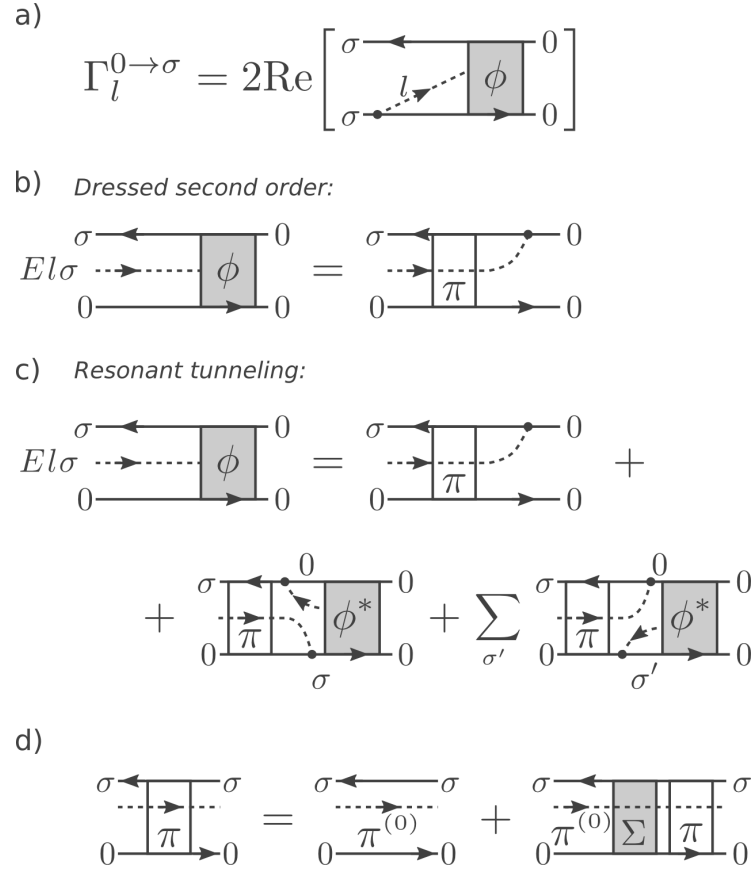 a)
σ 0
Γ_l^{0→σ} = 2Re[ l ϕ ]
σ 0
b) Dressed second order:
σ 0 σ 0
Elσ ϕ = π
0 0 0 0
c) Resonant tunneling:
σ 0 σ 0
Elσ ϕ = π +
0 0 0 0
0 0
σ 0 σ 0
+ π ϕ* + ∑ π ϕ*
σ′
0 0 0 0
σ σ′
d)
σ σ σ σ σ σ
π = π^{(0)} + π^{(0)} Σ π
0 0 0 0 0 0